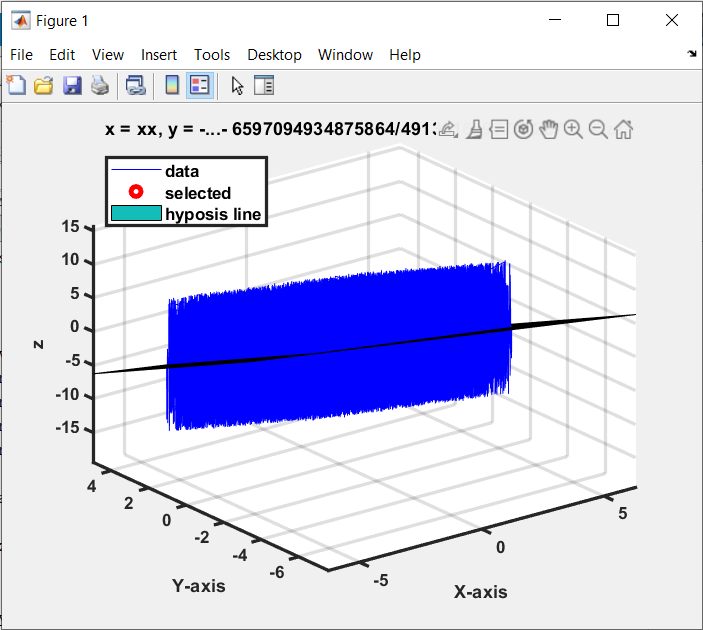 Figure 1
File Edit View Insert Tools Desktop Window Help
x = xx, y = -...- 6597094934875864/491
data
selected
hyposis line
15
10
5
0
-5
-10
-15
z
4
2
0
-2
-4
-6
Y-axis
-5
0
5
X-axis